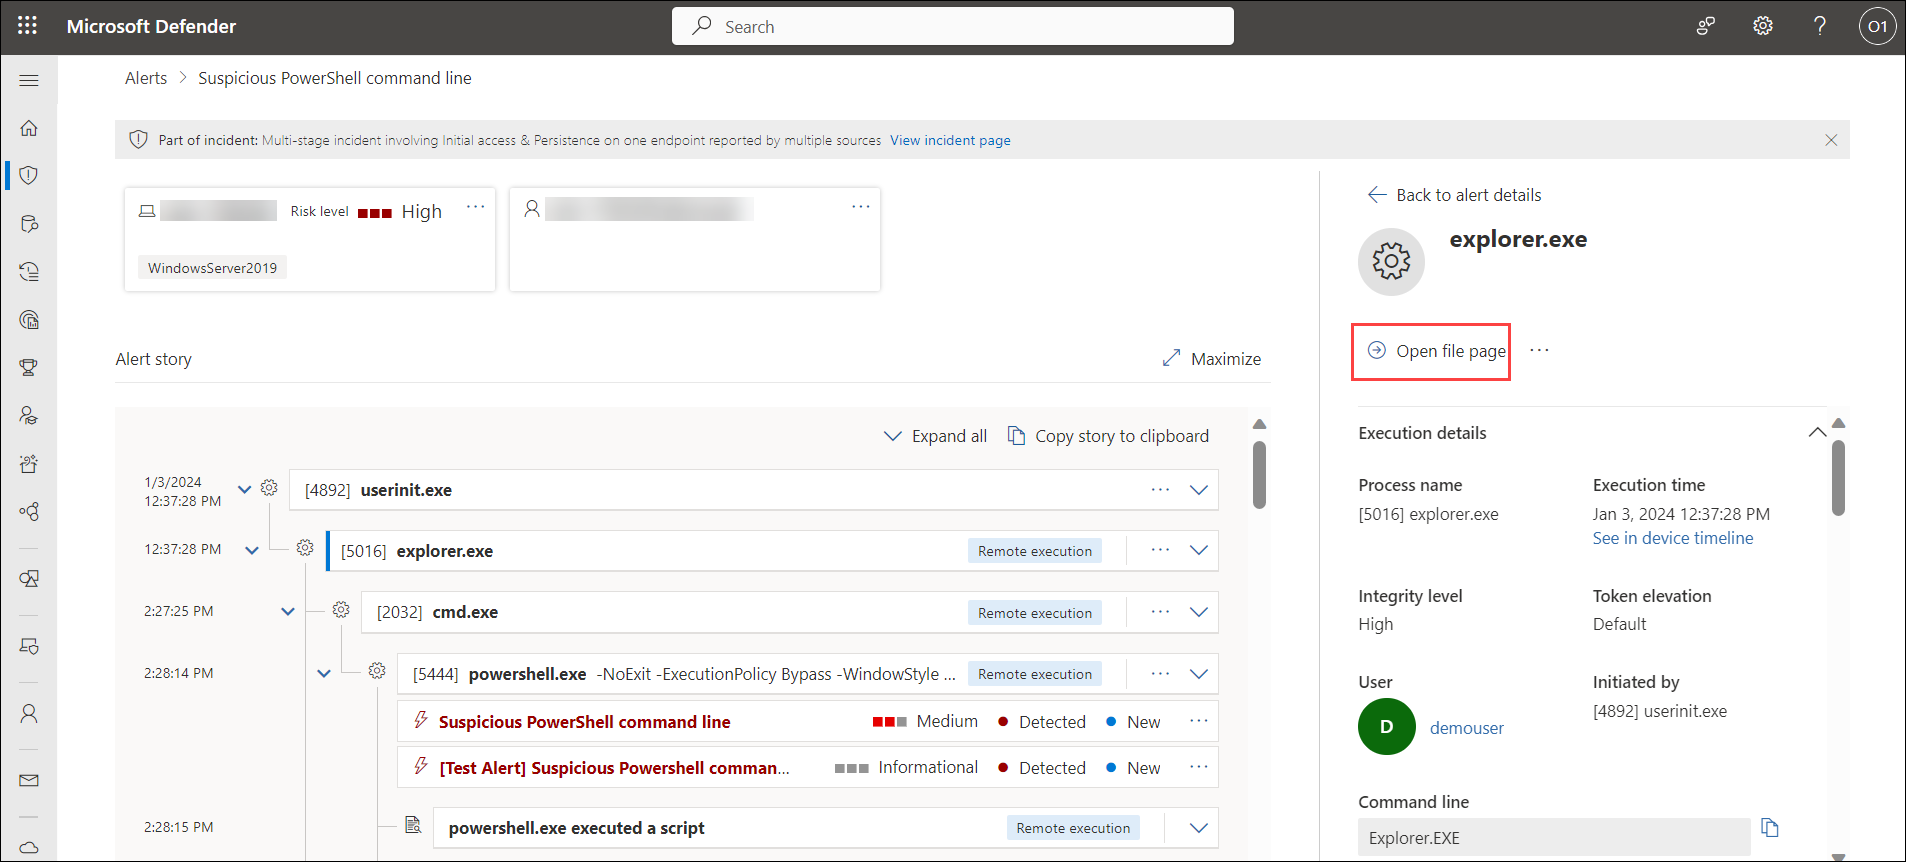 Microsoft Defender
Search
O1
Alerts > Suspicious PowerShell command line
Part of incident: Multi-stage incident involving Initial access & Persistence on one endpoint reported by multiple sources View incident page
Risk level High ...
...
WindowsServer2019
Alert story
Maximize
Expand all
Copy story to clipboard
1/3/2024
12:37:28 PM
[4892] userinit.exe ...
12:37:28 PM
[5016] explorer.exe Remote execution ...
2:27:25 PM
[2032] cmd.exe Remote execution ...
2:28:14 PM
[5444] powershell.exe -NoExit -ExecutionPolicy Bypass -WindowStyle ... Remote execution ...
Suspicious PowerShell command line Medium Detected New ...
[Test Alert] Suspicious Powershell comman... Informational Detected New ...
2:28:15 PM
powershell.exe executed a script Remote execution
Back to alert details
explorer.exe
Open file page ...
Execution details
Process name
[5016] explorer.exe
Execution time
Jan 3, 2024 12:37:28 PM
See in device timeline
Integrity level
High
Token elevation
Default
User
D
demouser
Initiated by
[4892] userinit.exe
Command line
Explorer.EXE